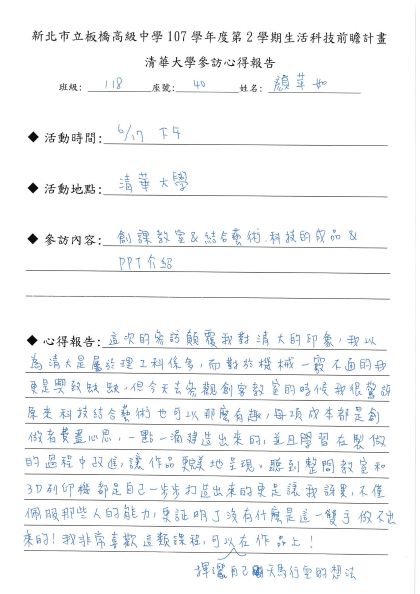 新北市立板橋高級中學 107 學年度第 2 學期生活科技前瞻計畫
清華大學參訪心得報告
班級: 118 座號: 40 姓名: 顏苹如
◆ 活動時間: 6/17 下午
◆ 活動地點: 清華大學
◆ 參訪內容: 創課教室&結合藝術、科技的成品&
PPT介紹
◆ 心得報告: 這次的參訪顛覆我對清大的印象,我以
為清大是屬於理工科係多,而對於機械一竅不通的我
更是興致缺缺,但今天去參觀創客教室的時候我很驚訝
原來科技結合藝術也可以那麼有趣,每項成本都是創
做者費盡心思,一點一滴建造出來的,並且學習在製做
的過程中改進,讓作品更美地呈現。聽到整間教室和
3D列印機都是自己一步步打造出來的更是讓我訝異,不僅
佩服那些人的能力,更証明了沒有什麼是這一雙手做不出
來的!我非常喜歡這類課程,可以在作品上!
揮灑自己天馬行空的想法